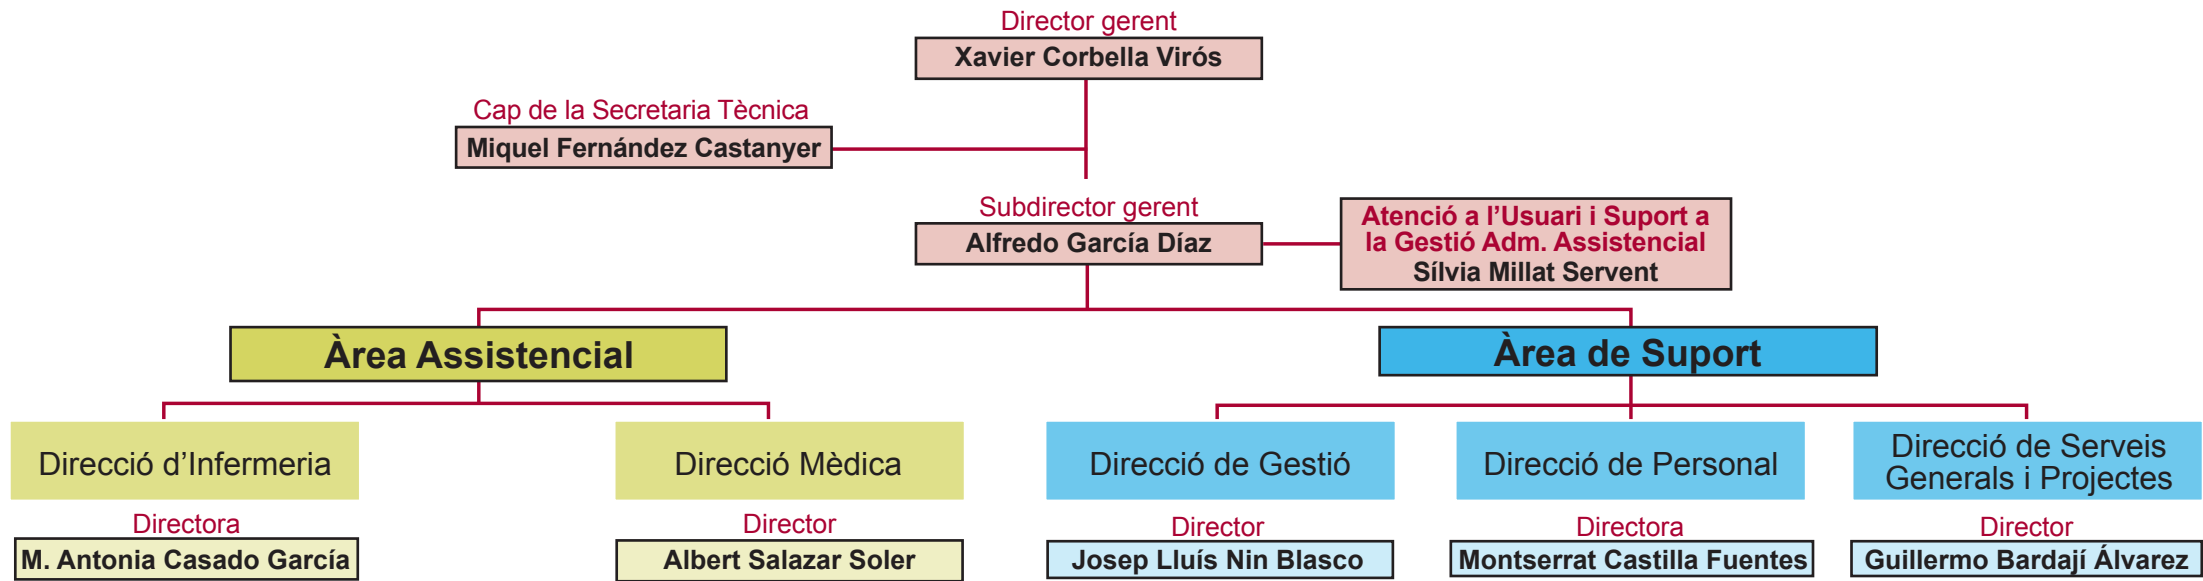 Director gerent
Xavier Corbella Virós
Cap de la Secretaria Tècnica
Miquel Fernández Castanyer
Subdirector gerent
Alfredo García Díaz
Atenció a l’Usuari i Suport a
la Gestió Adm. Assistencial
Sílvia Millat Servent
Àrea Assistencial
Àrea de Suport
Direcció d’Infermeria
Direcció Mèdica
Direcció de Gestió
Direcció de Personal
Direcció de Serveis
Generals i Projectes
Directora
M. Antonia Casado García
Director
Albert Salazar Soler
Director
Josep Lluís Nin Blasco
Directora
Montserrat Castilla Fuentes
Director
Guillermo Bardají Álvarez